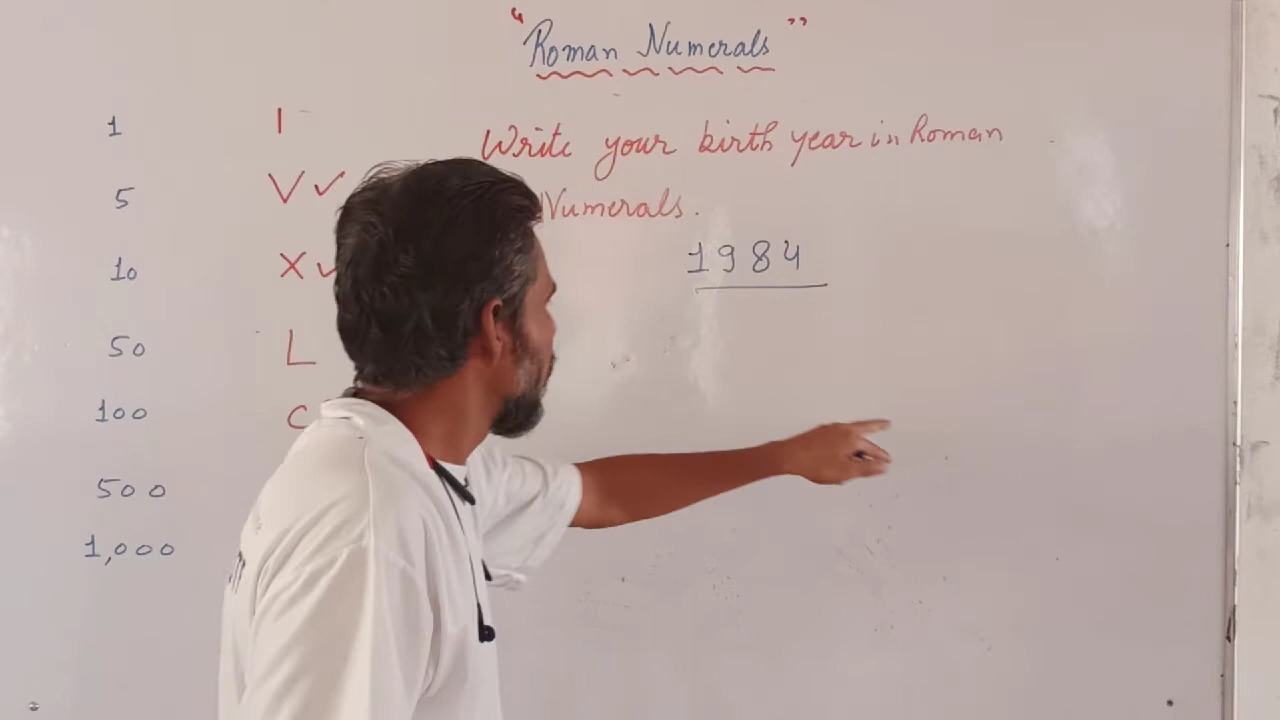 " Roman Numerals "
1 I
5 V ✓
10 X ✓
50 L
100 C
500
1,000
Write your birth year in Roman
Numerals.
1984